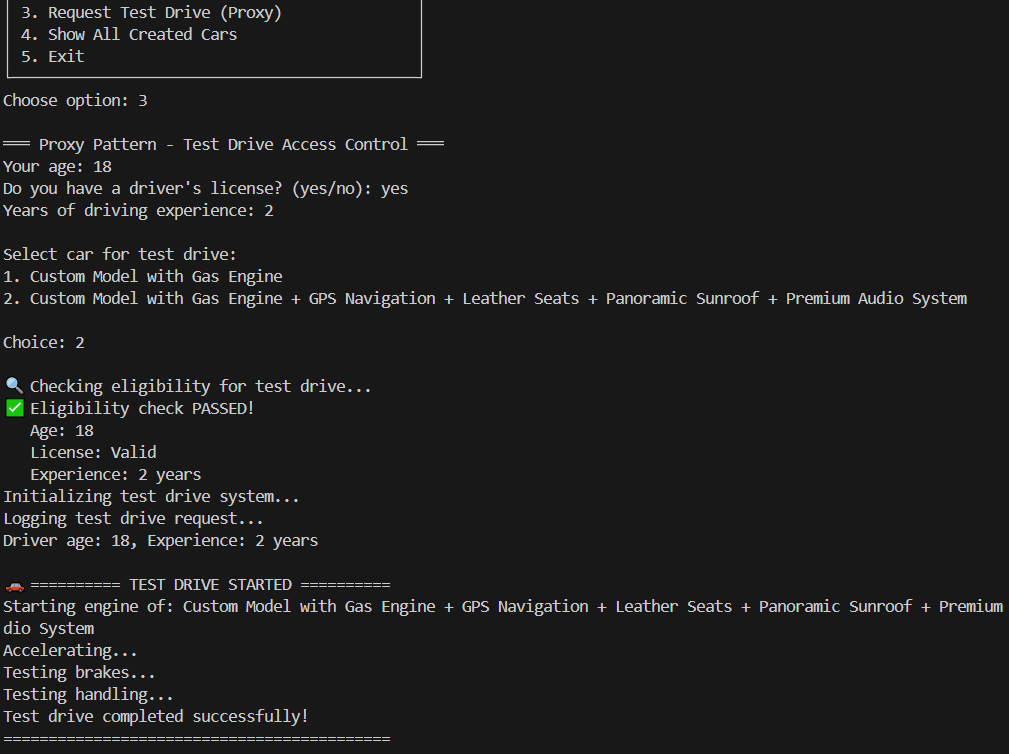 3. Request Test Drive (Proxy)
4. Show All Created Cars
5. Exit
Choose option: 3
=== Proxy Pattern - Test Drive Access Control ===
Your age: 18
Do you have a driver's license? (yes/no): yes
Years of driving experience: 2
Select car for test drive:
1. Custom Model with Gas Engine
2. Custom Model with Gas Engine + GPS Navigation + Leather Seats + Panoramic Sunroof + Premium Audio System
Choice: 2
🔍 Checking eligibility for test drive...
✅ Eligibility check PASSED!
Age: 18
License: Valid
Experience: 2 years
Initializing test drive system...
Logging test drive request...
Driver age: 18, Experience: 2 years
🚗 ========== TEST DRIVE STARTED ==========
Starting engine of: Custom Model with Gas Engine + GPS Navigation + Leather Seats + Panoramic Sunroof + Premium
dio System
Accelerating...
Testing brakes...
Testing handling...
Test drive completed successfully!
===========================================